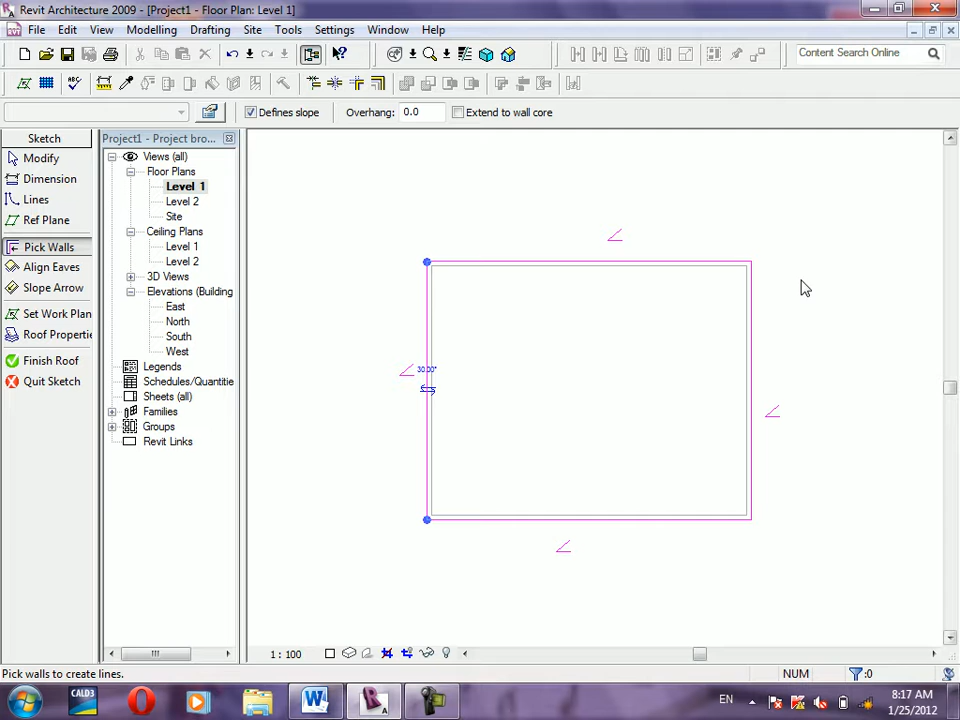 Revit Architecture 2009 - [Project1 - Floor Plan: Level 1]
File Edit View Modelling Drafting Site Tools Settings Window Help
Content Search Online
Defines slope Overhang: 0.0 Extend to wall core
Sketch
Modify
Dimension
Lines
Ref Plane
Pick Walls
Align Eaves
Slope Arrow
Set Work Plan
Roof Properti
Finish Roof
Quit Sketch
Project1 - Project bro...
Views (all)
Floor Plans
Level 1
Level 2
Site
Ceiling Plans
Level 1
Level 2
3D Views
Elevations (Building
East
North
South
West
Legends
Schedules/Quantitie
Sheets (all)
Families
Groups
Revit Links
30.00°
1 : 100
Pick walls to create lines.
NUM
:0
CALD3
EN
8:17 AM
1/25/2012